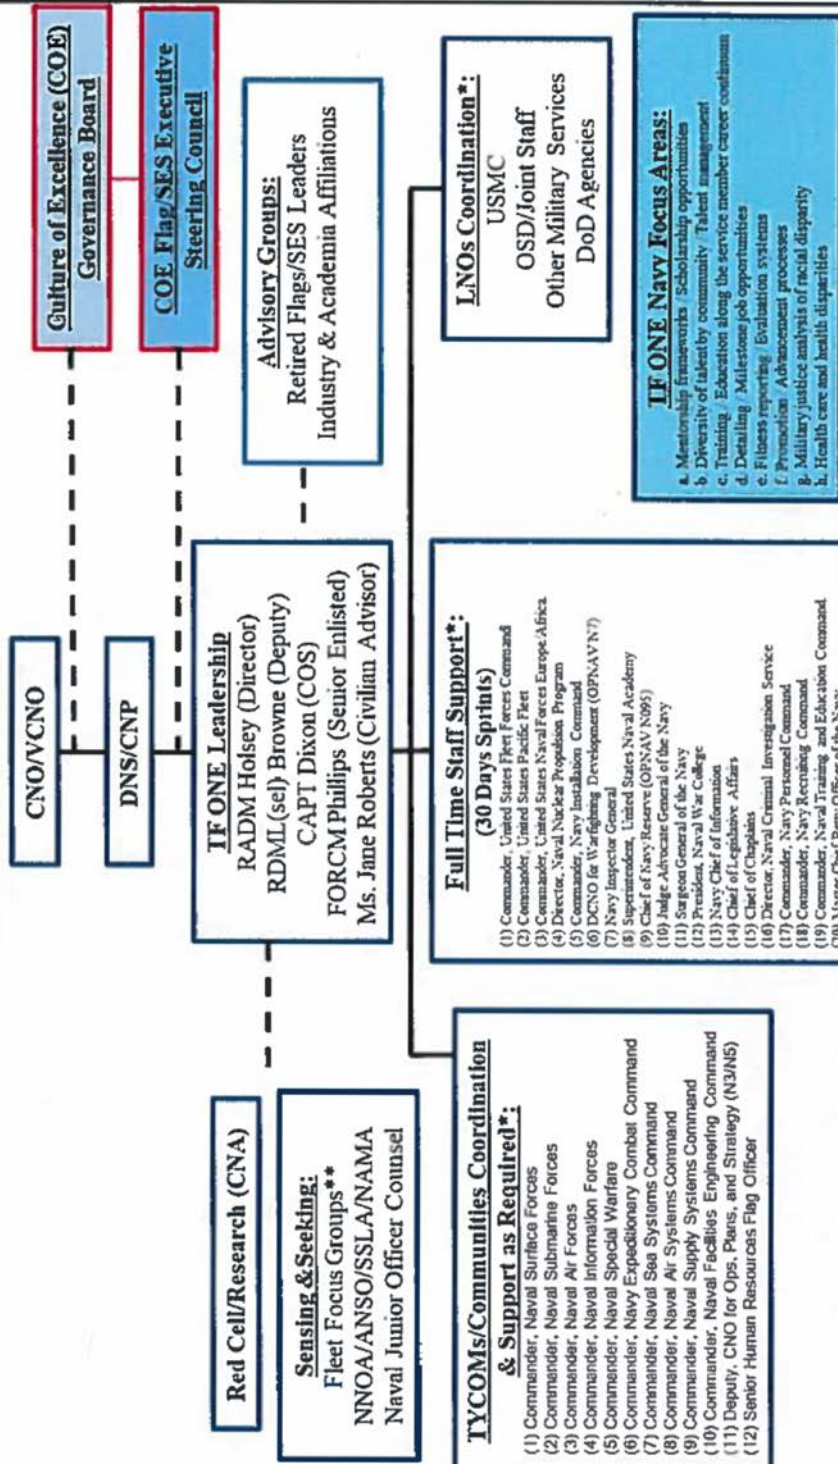 CNO/VCNO
DNS/CNP
Culture of Excellence (COE)
Governance Board
COE Flag/SES Executive
Steering Council
Red Cell/Research (CNA)
Sensing &Seeking:
Fleet Focus Groups**
NNOA/ANSO/SSLA/NAMA
Naval Junior Officer Counsel
TF ONE Leadership
RADM Holsey (Director)
RDML(sel) Browne (Deputy)
CAPT Dixon (COS)
FORCM Phillips (Senior Enlisted)
Ms. Jane Roberts (Civilian Advisor)
Advisory Groups:
Retired Flags/SES Leaders
Industry & Academia Affiliations
TYCOMs/Communities Coordination
& Support as Required*:
(1) Commander, Naval Surface Forces
(2) Commander, Naval Submarine Forces
(3) Commander, Naval Air Forces
(4) Commander, Naval Information Forces
(5) Commander, Naval Special Warfare
(6) Commander, Navy Expeditionary Combat Command
(7) Commander, Naval Sea Systems Command
(8) Commander, Naval Air Systems Command
(9) Commander, Naval Supply Systems Command
(10) Commander, Naval Facilities Engineering Command
(11) Deputy, CNO for Ops, Plans, and Strategy (N3/N5)
(12) Senior Human Resources Flag Officer
Full Time Staff Support*:
(30 Days Sprints)
(1) Commander, United States Fleet Forces Command
(2) Commander, United States Pacific Fleet
(3) Commander, United States Naval Forces Europe/Africa
(4) Director, Naval Nuclear Propulsion Program
(5) Commander, Navy Installation Command
(6) DCNO for Warfighting Development (OPNAV N7)
(7) Navy Inspector General
(8) Superintendent, United States Naval Academy
(9) Chief of Navy Reserve (OPNAV N095)
(10) Judge Advocate General of the Navy
(11) Surgeon General of the Navy
(12) President, Naval War College
(13) Navy Chief of Information
(14) Chief of Legislative Affairs
(15) Chief of Chaplains
(16) Director, Naval Criminal Investigation Service
(17) Commander, Navy Personnel Command
(18) Commander, Navy Recruiting Command
(19) Commander, Naval Training and Education Command
(20) Master Chief Petty Officer of the Navy
LNOs Coordination*:
USMC
OSD/Joint Staff
Other Military Services
DoD Agencies
TF ONE Navy Focus Areas:
a. Mentorship frameworks / Scholarship opportunities
b. Diversity of talent by community / Talent management
c. Training / Education along the service member career continuum
d. Detailing / Milestone job opportunities
e. Fitness reporting / Evaluation systems
f. Promotion / Advancement processes
g. Military justice analysis of racial disparity
h. Health care and health disparities